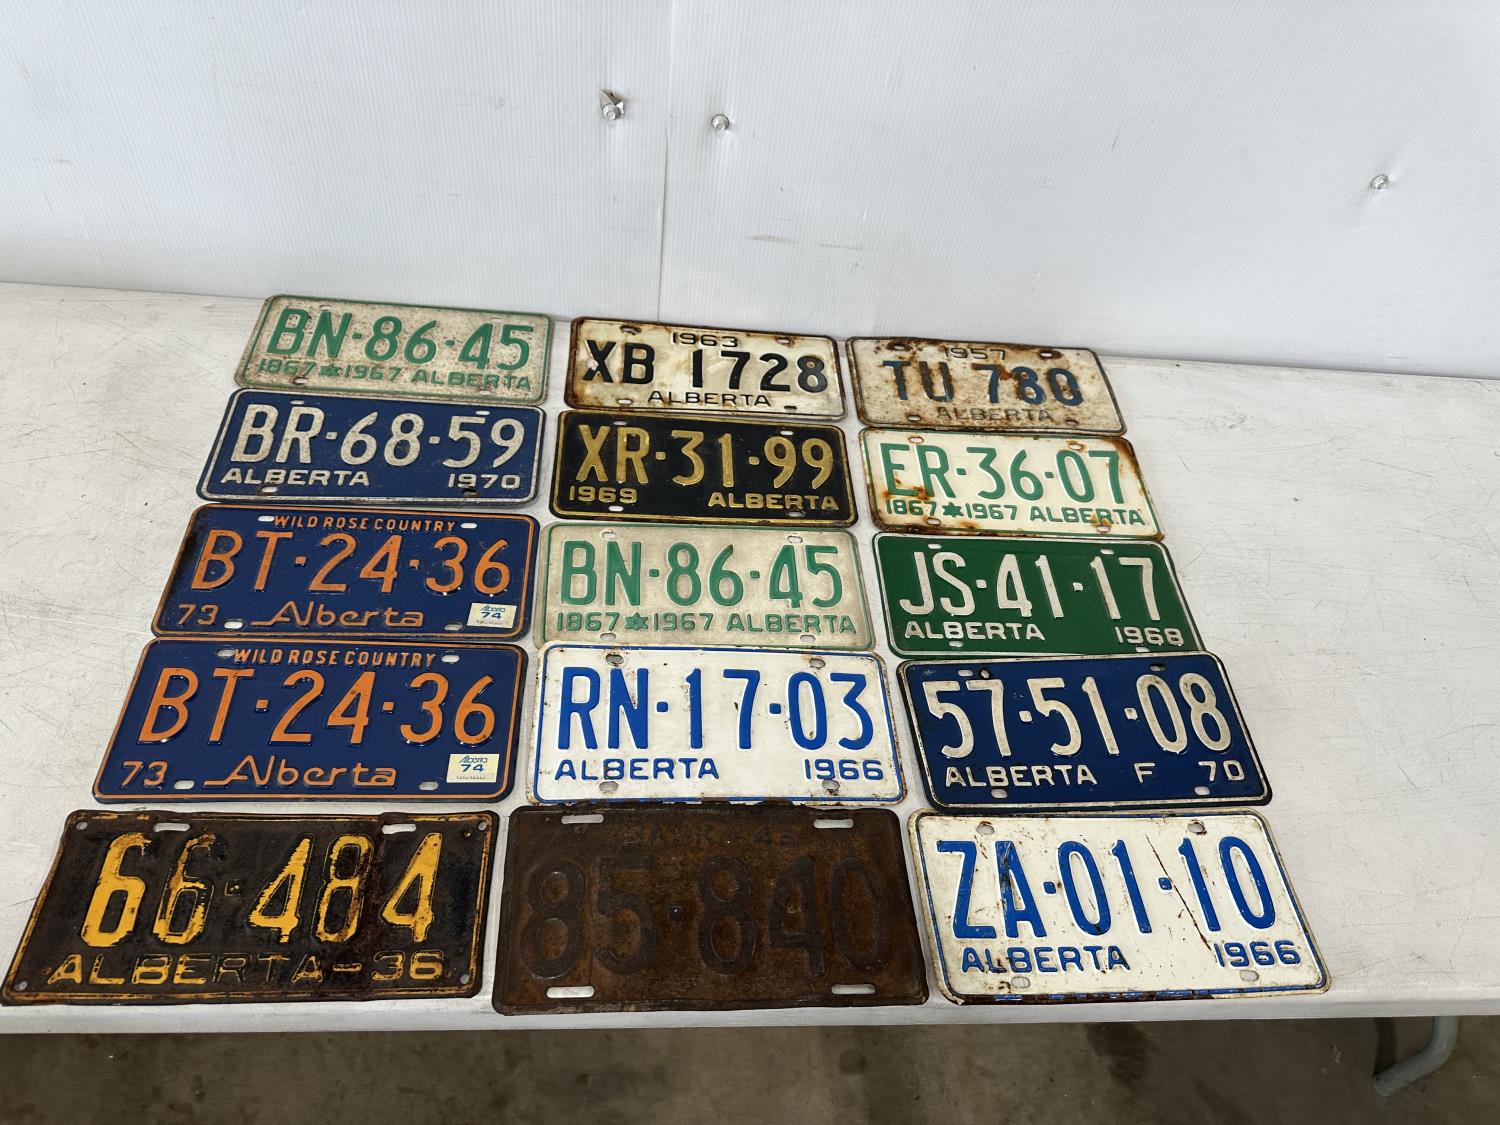 BN·86·45
1867 1967 ALBERTA
1963
XB 1728
ALBERTA
1957
TU 780
ALBERTA
BR·68·59
ALBERTA 1970
XR·31·99
1969 ALBERTA
ER·36·07
1867 1967 ALBERTA
WILD ROSE COUNTRY
BT·24·36
73 Alberta
Alberta
74
BN·86·45
1867 1967 ALBERTA
JS·41·17
ALBERTA 1968
WILD ROSE COUNTRY
BT·24·36
73 Alberta
Alberta
74
RN·17·03
ALBERTA 1966
57·51·08
ALBERTA F 70
66·484
ALBERTA-36
85·840
ZA·01·10
ALBERTA 1966